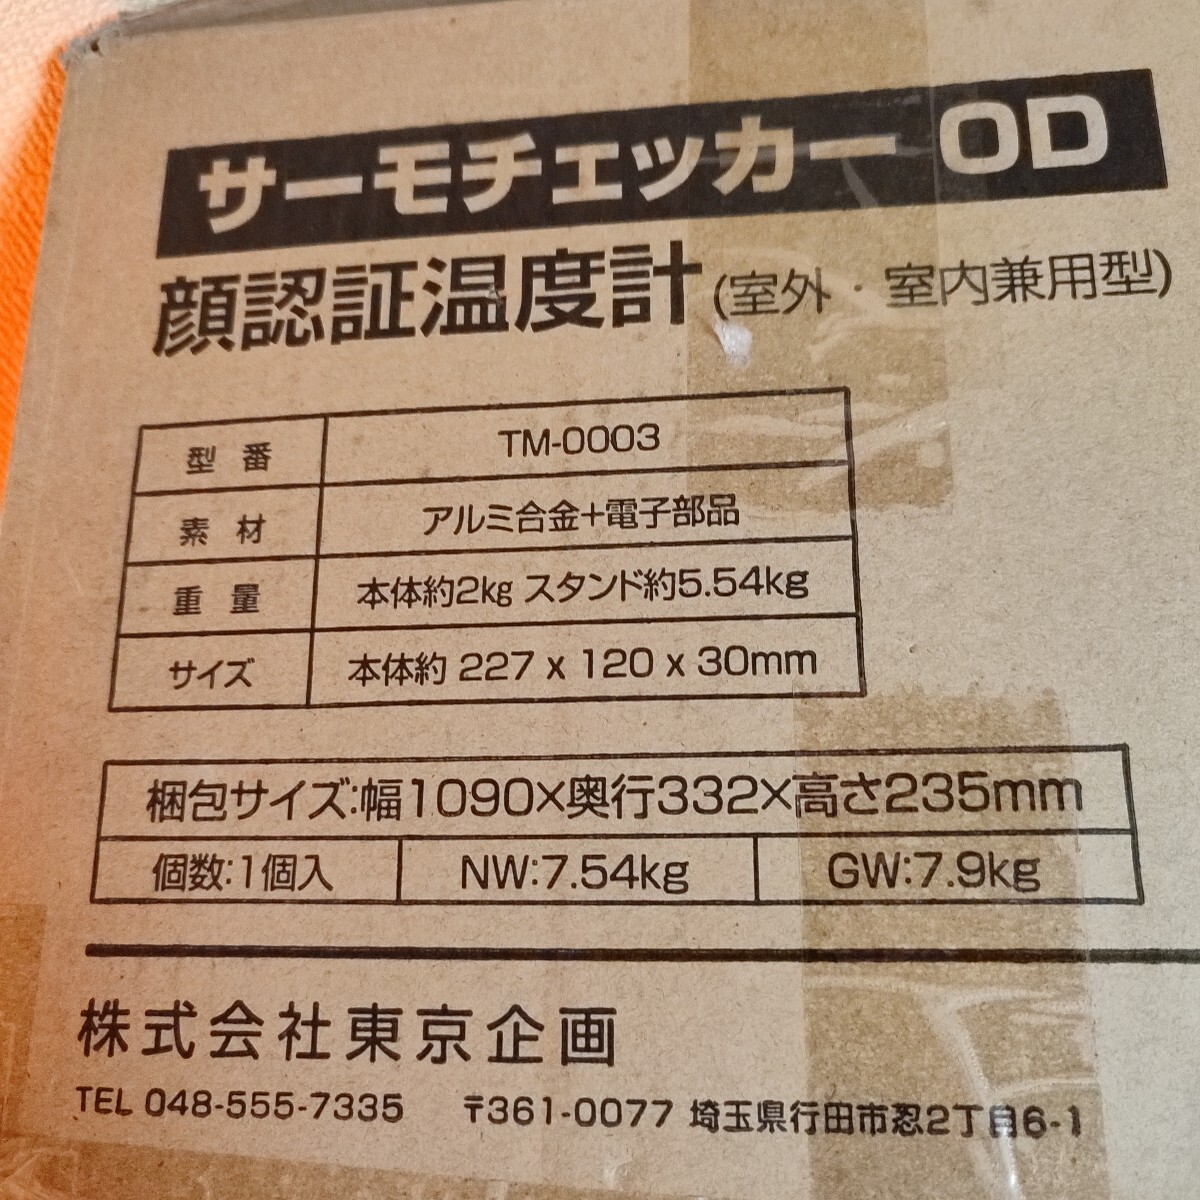 サーモチェッカー OD
顔認証温度計 (室外・室内兼用型)
型番 TM-0003
素材 アルミ合金+電子部品
重量 本体約2kg スタンド約5.54kg
サイズ 本体約 227 x 120 x 30mm
梱包サイズ:幅1090×奥行332×高さ235mm
個数:1個入 NW:7.54kg GW:7.9kg
株式会社東京企画
TEL 048-555-7335 〒361-0077 埼玉県行田市忍2丁目6-1